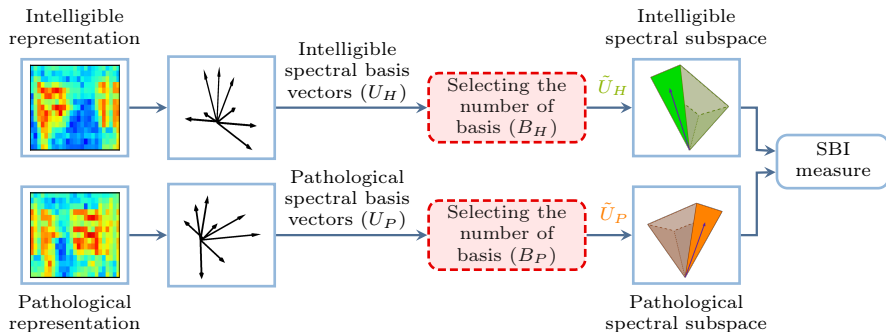 Intelligible
representation
Intelligible
spectral basis
vectors (U_H)
Selecting the
number of
basis (B_H)
Ũ_H
Intelligible
spectral subspace
SBI
measure
Pathological
spectral basis
vectors (U_P)
Selecting the
number of
basis (B_P)
Ũ_P
Pathological
representation
Pathological
spectral subspace